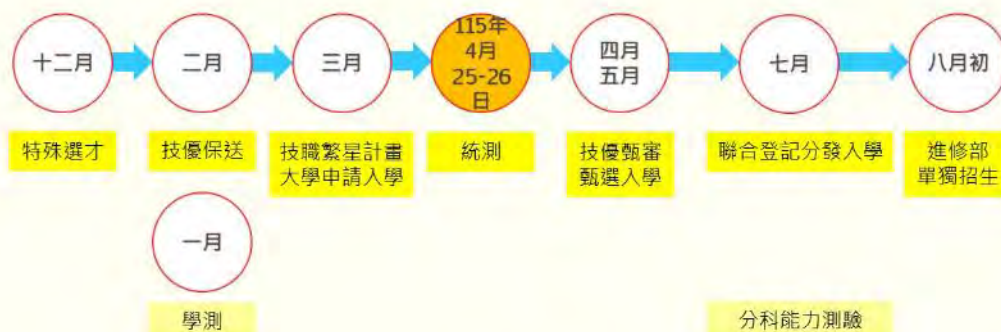 十二月
二月
三月
115年
4月
25-26
日
四月
五月
七月
八月初
特殊選才
技優保送
技職繁星計畫
大學申請入學
統測
技優甄審
甄選入學
聯合登記分發入學
進修部
單獨招生
一月
學測
分科能力測驗